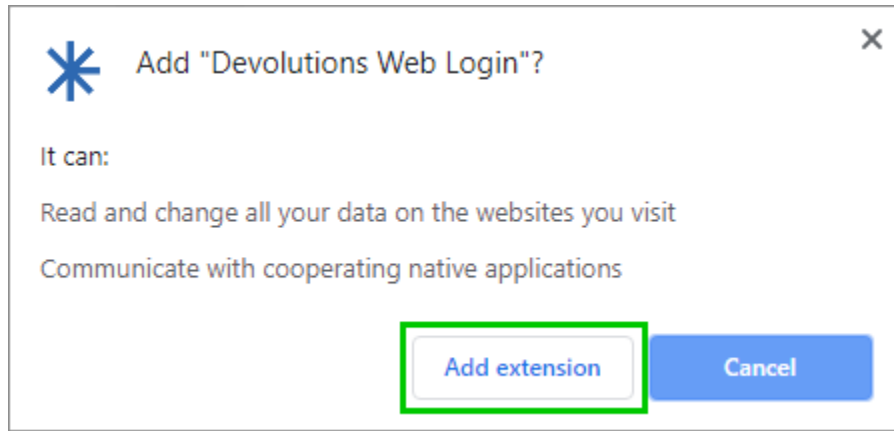 Add "Devolutions Web Login"?
It can:
Read and change all your data on the websites you visit
Communicate with cooperating native applications
Add extension
Cancel